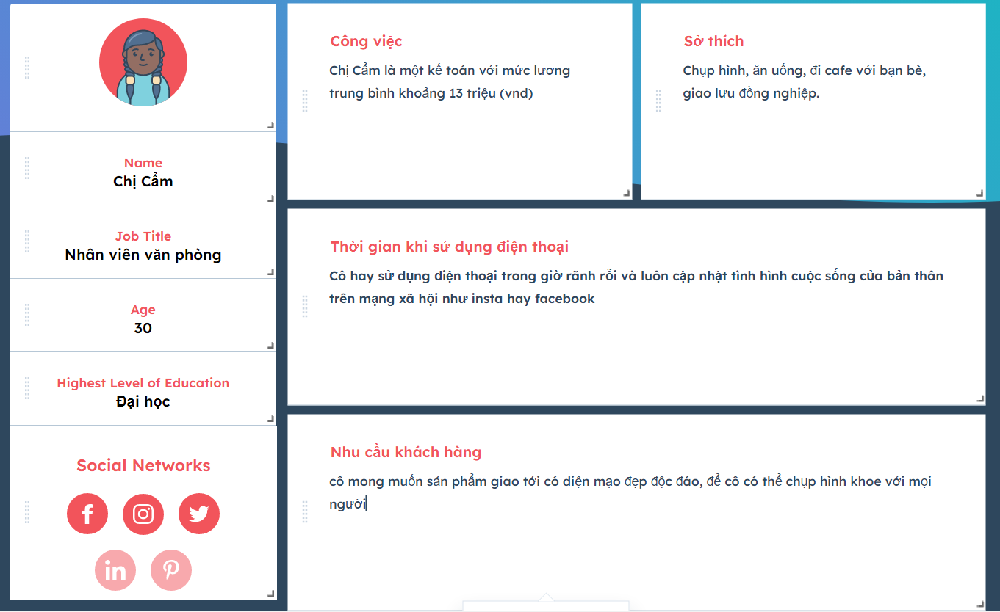 Name
Chị Cẩm
Job Title
Nhân viên văn phòng
Age
30
Highest Level of Education
Đại học
Social Networks
Công việc
Chị Cẩm là một kế toán với mức lương
trung bình khoảng 13 triệu (vnd)
Sở thích
Chụp hình, ăn uống, đi cafe với bạn bè,
giao lưu đồng nghiệp.
Thời gian khi sử dụng điện thoại
Cô hay sử dụng điện thoại trong giờ rãnh rỗi và luôn cập nhật tình hình cuộc sống của bản thân
trên mạng xã hội như insta hay facebook
Nhu cầu khách hàng
cô mong muốn sản phẩm giao tới có diện mạo đẹp độc đáo, để cô có thể chụp hình khoe với mọi
người